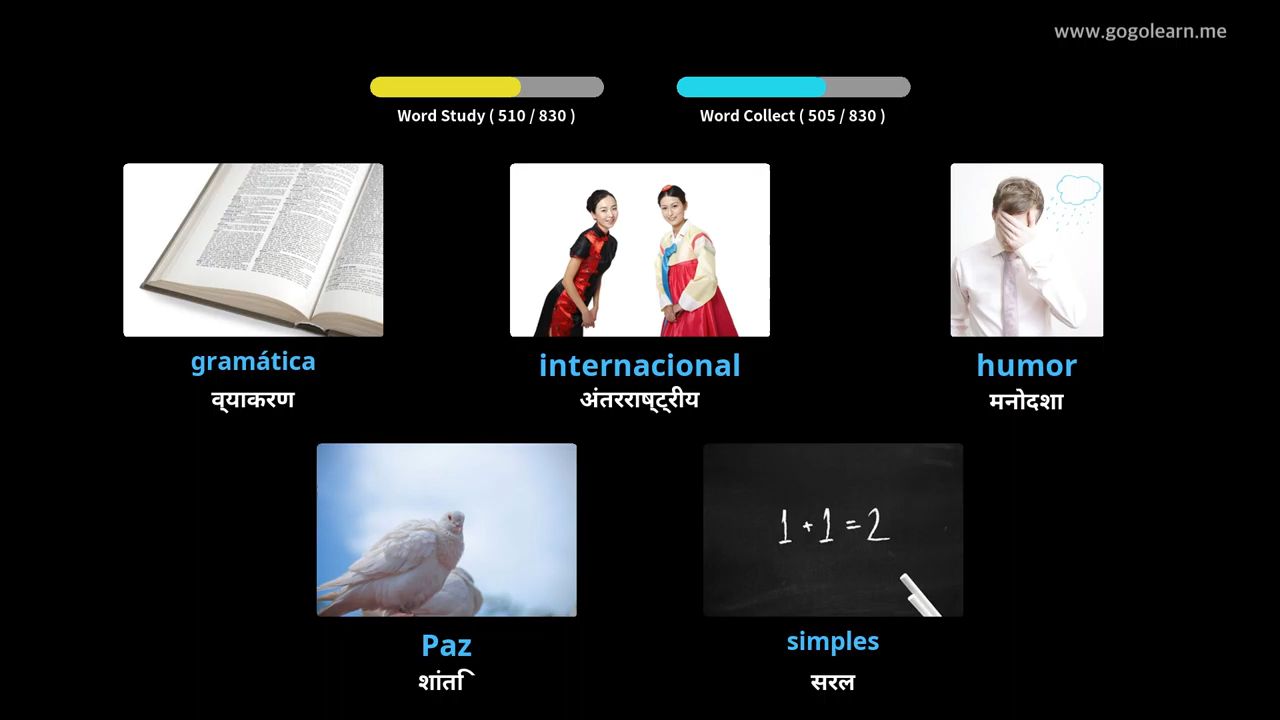 www.gogolearn.me
Word Study ( 510 / 830 )
Word Collect ( 505 / 830 )
gramática
व्याकरण
internacional
अंतरराष्ट्रीय
humor
मनोदशा
1 + 1 = 2
Paz
शांति
simples
सरल